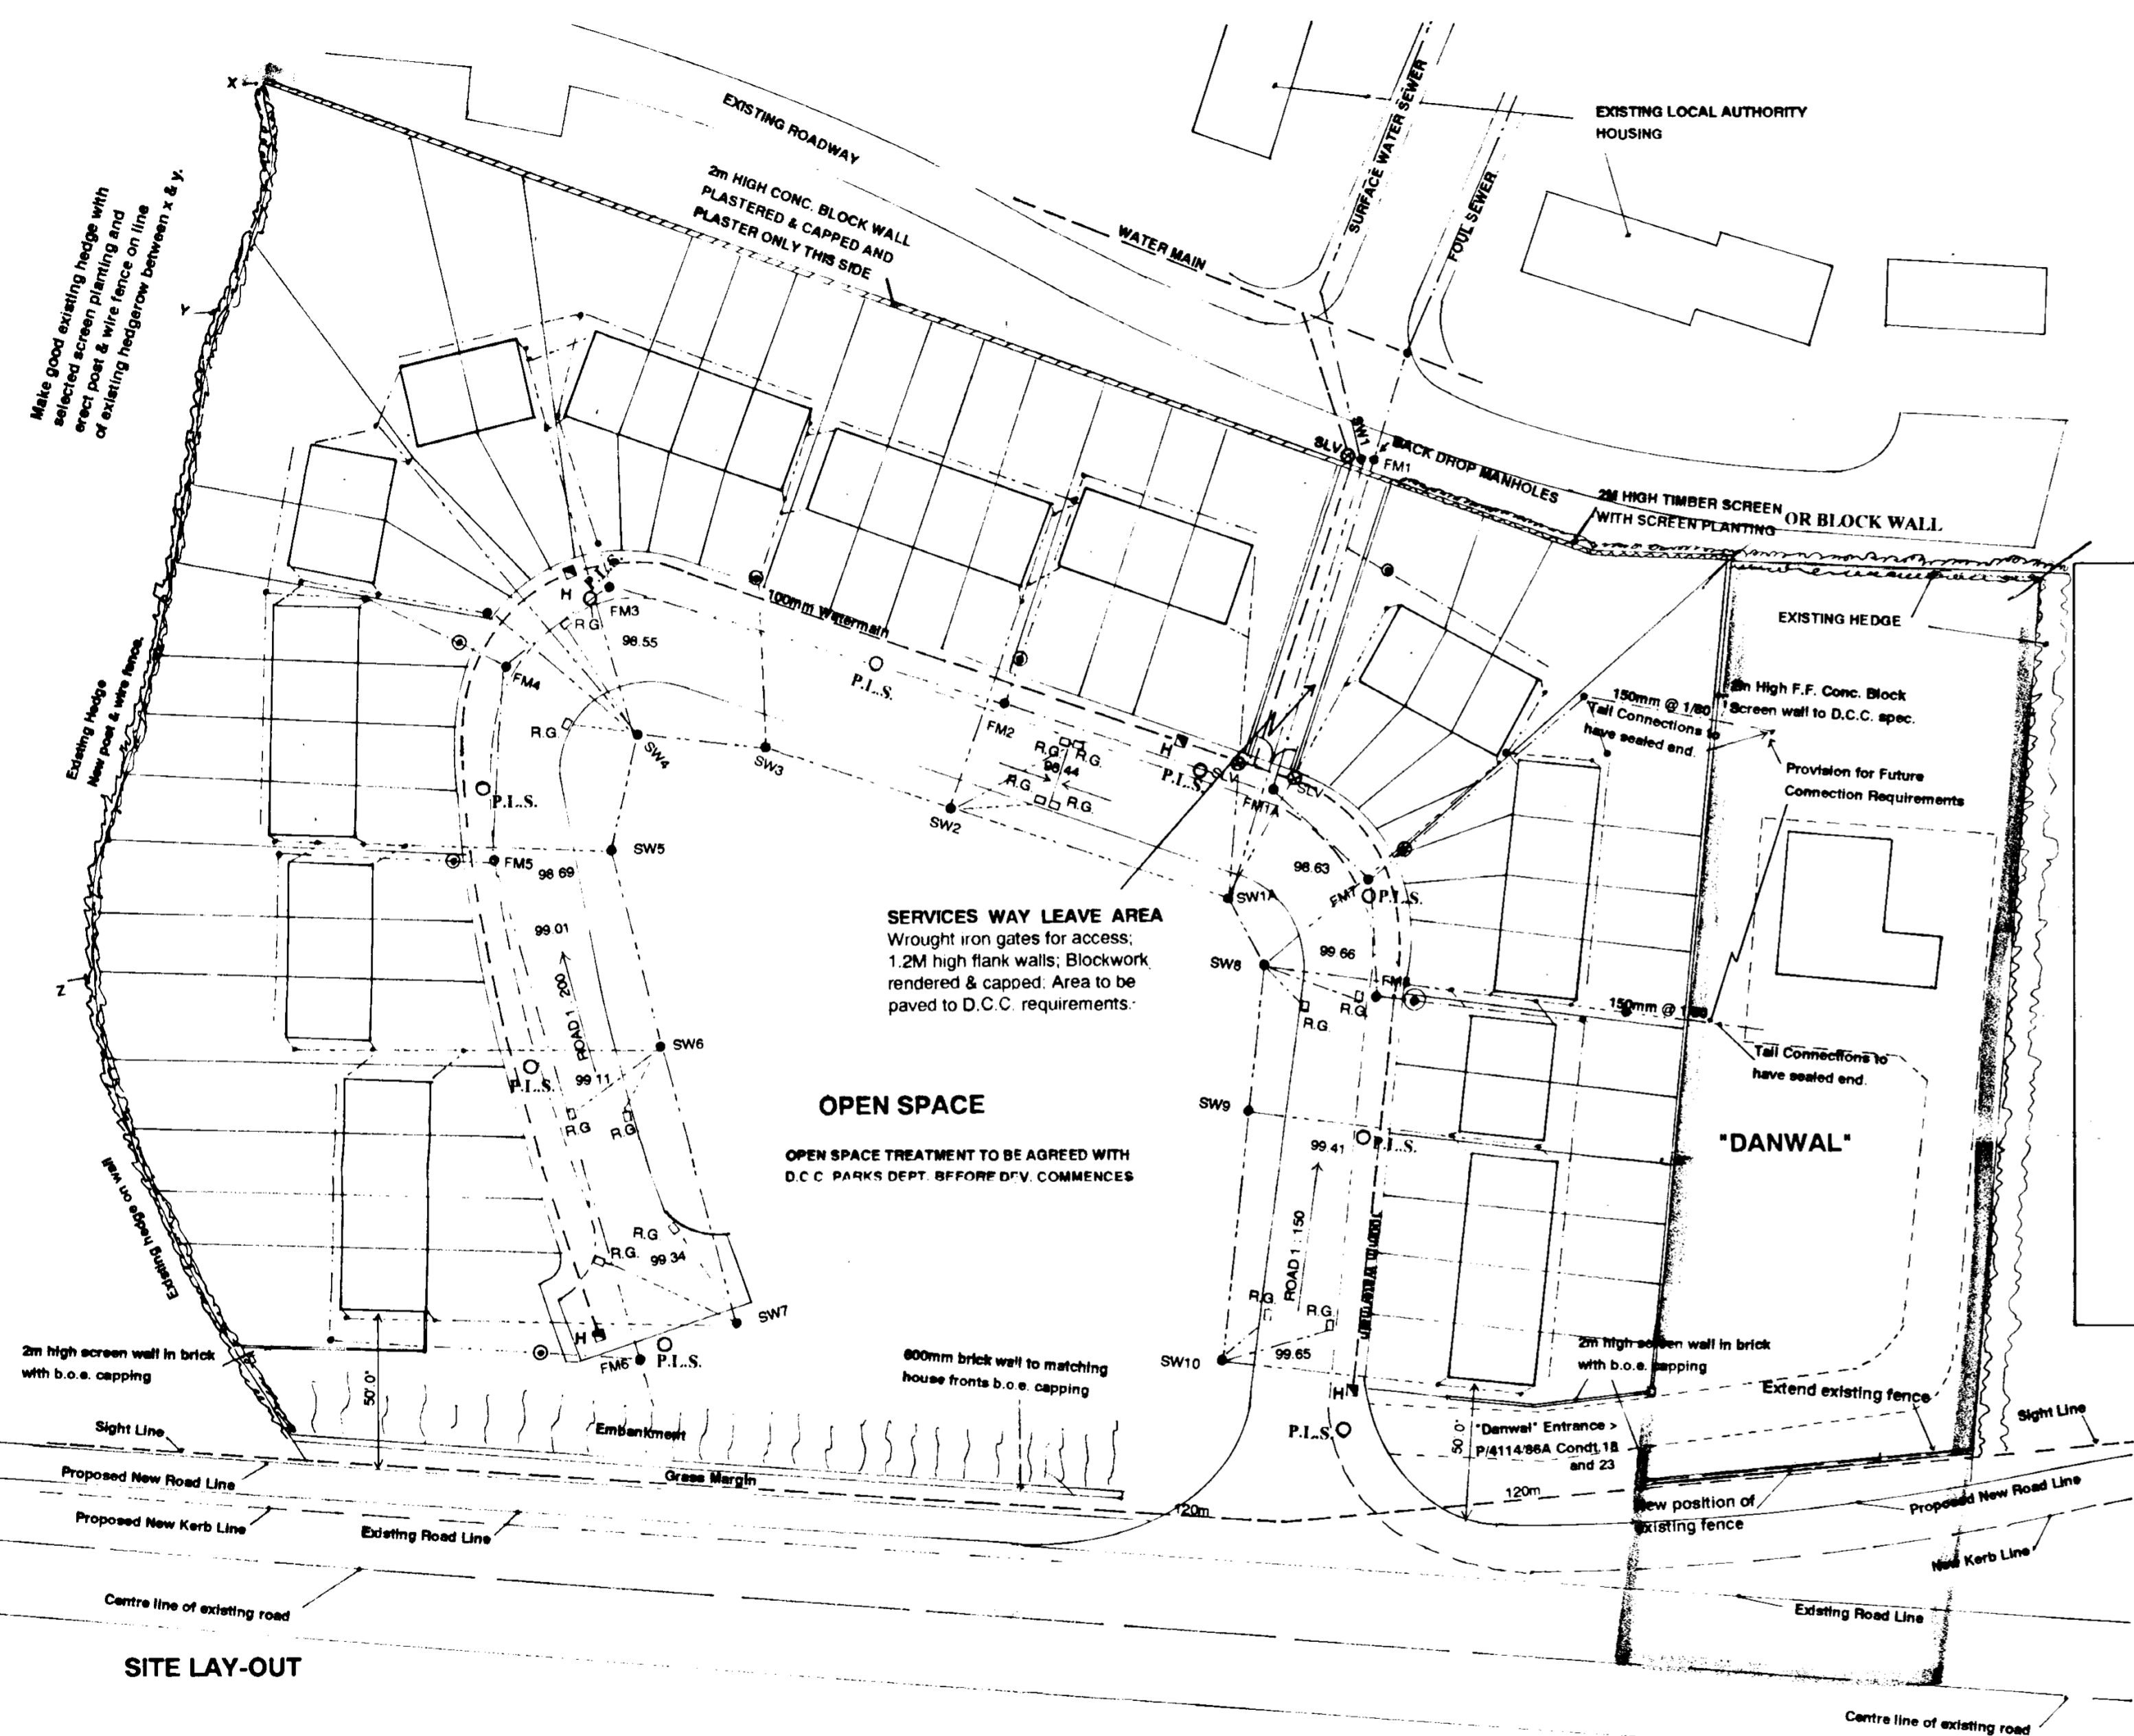 X
EXISTING ROADWAY
SURFACE WATER SEWER
EXISTING LOCAL AUTHORITY
HOUSING
Make good existing hedge with
selected screen planting and
erect post & wire fence on line
of existing hedgerow between x & y.
2m HIGH CONC. BLOCK WALL
PLASTERED & CAPPED AND
PLASTER ONLY THIS SIDE
FOUL SEWER
WATER MAIN
Y
SW1
SLV
BACK DROP MANHOLES
FM1
2M HIGH TIMBER SCREEN
WITH SCREEN PLANTING
OR BLOCK WALL
H
P.L.S.
FM3
R.G.
98.55
100mm Watermain
EXISTING HEDGE
Existing Hedge
New post & wire fence.
FM4
P.L.S.
150mm @ 1/80
Tail Connections to
have sealed end.
2m High F.F. Conc. Block
Screen wall to D.C.C. spec.
R.G.
SW4
SW3
FM2
R.G.
R.G.
98.44
R.G.
R.G.
H
P.L.S.
SLV
FM1A
SLV
Provision for Future
Connection Requirements
P.L.S.
SW2
SW5
FM5
98.69
98.63
SW1A
FM7
P.L.S.
99.01
SERVICES WAY LEAVE AREA
Wrought iron gates for access;
1.2M high flank walls; Blockwork
rendered & capped: Area to be
paved to D.C.C. requirements.
99.66
SW8
FM8
Z
ROAD 1 : 200
R.G.
R.G.
150mm @ 1/80
SW6
Tail Connections to
have sealed end.
P.L.S.
99.11
R.G
R.G
OPEN SPACE
SW9
P.L.S.
99.41
"DANWAL"
OPEN SPACE TREATMENT TO BE AGREED WITH
D.C.C. PARKS DEPT. BEFORE DEV. COMMENCES
Existing hedge on wall
R.G.
R.G.
99.34
ROAD 1 : 150
100mm Watermain
R.G.
R.G.
SW7
H
FM6
P.L.S.
SW10
99.65
H
2m high screen wall in brick
with b.o.e. capping
50'.0"
600mm brick wall to matching
house fronts b.o.e. capping
2m high screen wall in brick
with b.o.e. capping
Extend existing fence
Sight Line
Embankment
P.L.S.
50'.0"
"Danwal" Entrance >
P/4114/86A Condt.18
and 23
Sight Line
Proposed New Road Line
Grass Margin
120m
120m
New position of
existing fence
Proposed New Road Line
Proposed New Kerb Line
Existing Road Line
New Kerb Line
Centre line of existing road
Existing Road Line
SITE LAY-OUT
Centre line of existing road